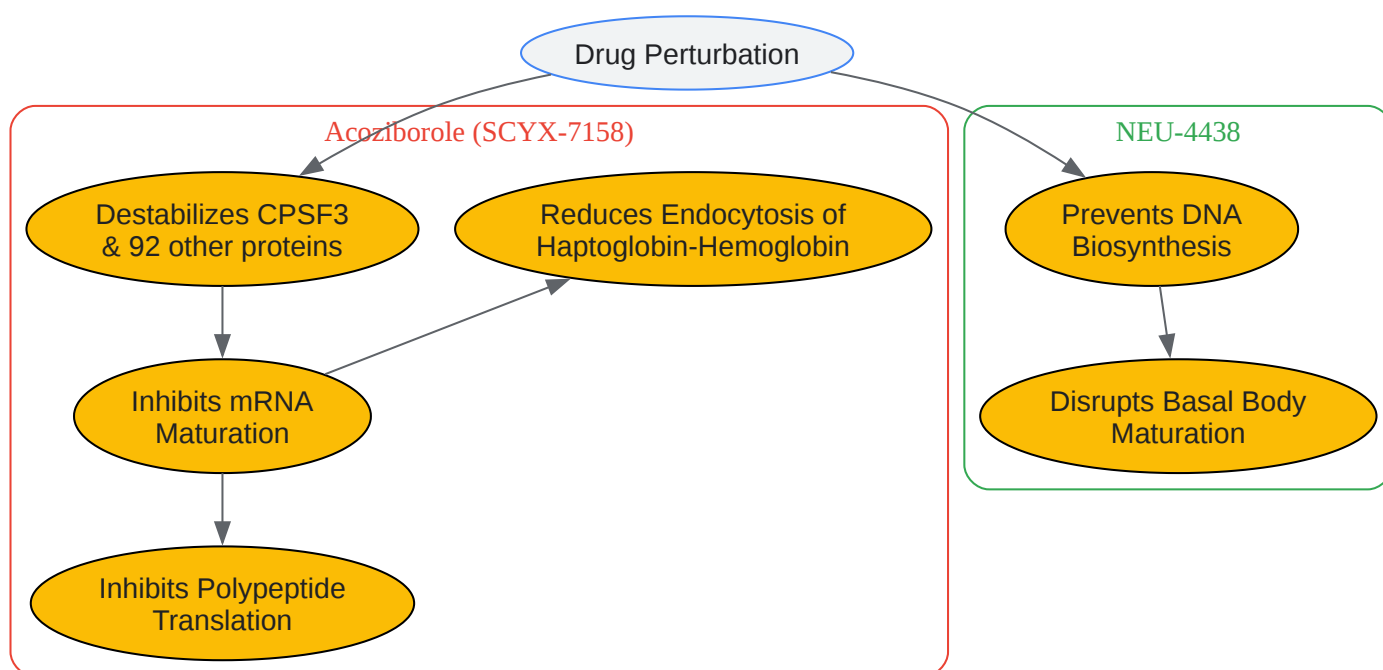 Drug Perturbation
Acoziborole (SCYX-7158)
NEU-4438
Destabilizes CPSF3
& 92 other proteins
Reduces Endocytosis of
Haptoglobin-Hemoglobin
Prevents DNA
Biosynthesis
Inhibits mRNA
Maturation
Disrupts Basal Body
Maturation
Inhibits Polypeptide
Translation